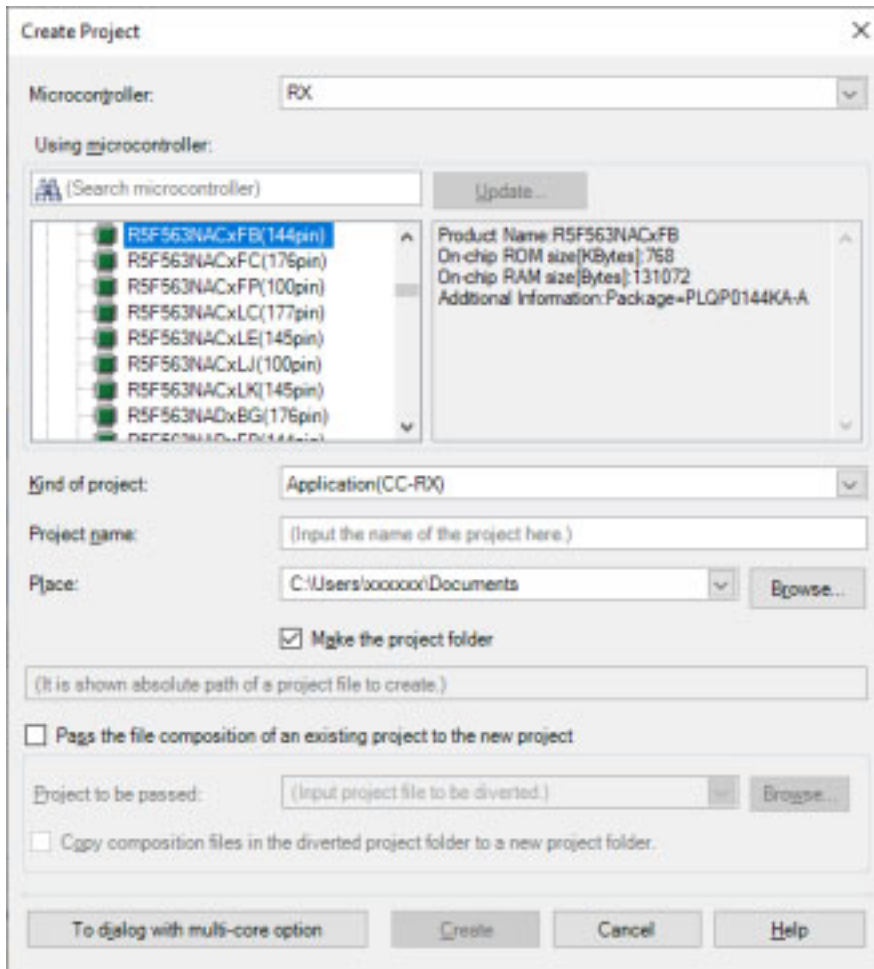 Create Project
Microcontroller:
RX
Using microcontroller:
(Search microcontroller)
Update...
R5F563NACxFB(144pin)
R5F563NACxFC(176pin)
R5F563NACxFP(100pin)
R5F563NACxLC(177pin)
R5F563NACxLE(145pin)
R5F563NACxLJ(100pin)
R5F563NACxLK(145pin)
R5F563NADxBG(176pin)
Product Name:R5F563NACxFB
On-chip ROM size[KBytes]:768
On-chip RAM size[Bytes]:131072
Additional Information:Package=PLQP0144KA-A
Kind of project:
Application(CC-RX)
Project name:
(Input the name of the project here.)
Place:
C:\Users\xxxxxxx\Documents
Browse...
Make the project folder
(It is shown absolute path of a project file to create.)
Pass the file composition of an existing project to the new project
Project to be passed:
(Input project file to be diverted.)
Browse...
Copy composition files in the diverted project folder to a new project folder.
To dialog with multi-core option
Create
Cancel
Help